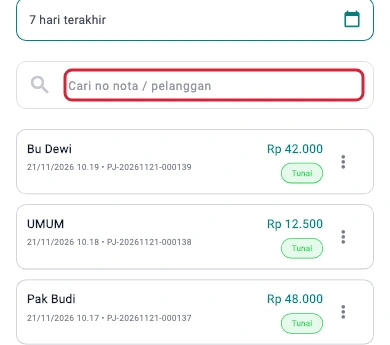 7 hari terakhir
Cari no nota / pelanggan
Bu Dewi
Rp 42.000
21/11/2026 10.19 • PJ-20261121-000139
Tunai
UMUM
Rp 12.500
21/11/2026 10.18 • PJ-20261121-000138
Tunai
Pak Budi
Rp 48.000
21/11/2026 10.17 • PJ-20261121-000137
Tunai